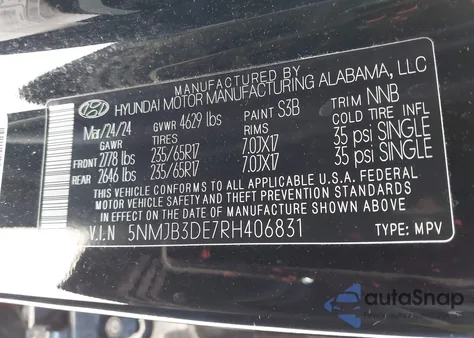 MANUFACTURED BY
HYUNDAI MOTOR MANUFACTURING ALABAMA, LLC
Mar/24/24 GVWR 4629 lbs PAINT S3B TRIM NNB
GAWR TIRES RIMS COLD TIRE INFL
FRONT 2778 lbs 235/65R17 7.0JX17 35 psi SINGLE
REAR 2646 lbs 235/65R17 7.0JX17 35 psi SINGLE
THIS VEHICLE CONFORMS TO ALL APPLICABLE U.S.A. FEDERAL
MOTOR VEHICLE SAFETY AND THEFT PREVENTION STANDARDS
IN EFFECT ON THE DATE OF MANUFACTURE SHOWN ABOVE
V.I.N 5NMJB3DE7RH406831 TYPE: MPV
autoSnap